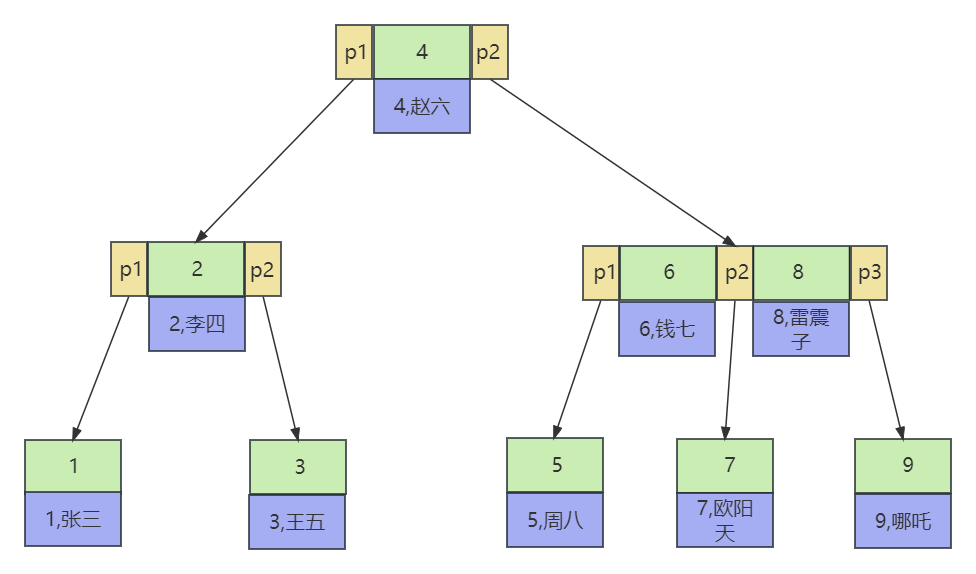 p1 4 p2
4,赵六
p1 2 p2
2,李四
p1 6 p2 8 p3
6,钱七
8,雷震
子
1
1,张三
3
3,王五
5
5,周八
7
7,欧阳
天
9
9,哪吒